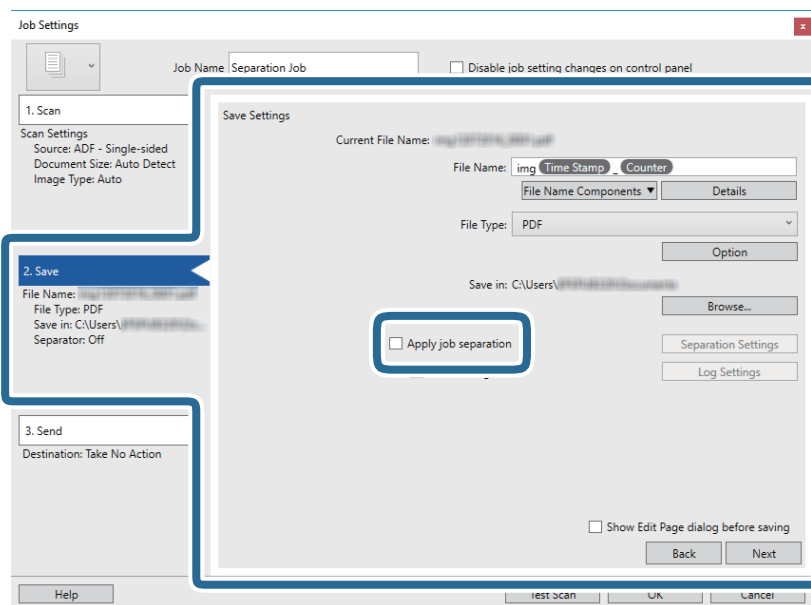 Job Settings
x
Job Name Separation Job
Disable job setting changes on control panel
1. Scan
Scan Settings
Source: ADF - Single-sided
Document Size: Auto Detect
Image Type: Auto
Save Settings
Current File Name:
File Name: img Time Stamp _ Counter
File Name Components ▼ Details
File Type: PDF
Option
2. Save
File Name:
File Type: PDF
Save in: C:\Users\
Separator: Off
Save in: C:\Users\
Browse...
Apply job separation
Separation Settings
Log Settings
3. Send
Destination: Take No Action
Show Edit Page dialog before saving
Back Next
Help Test Scan OK Cancel